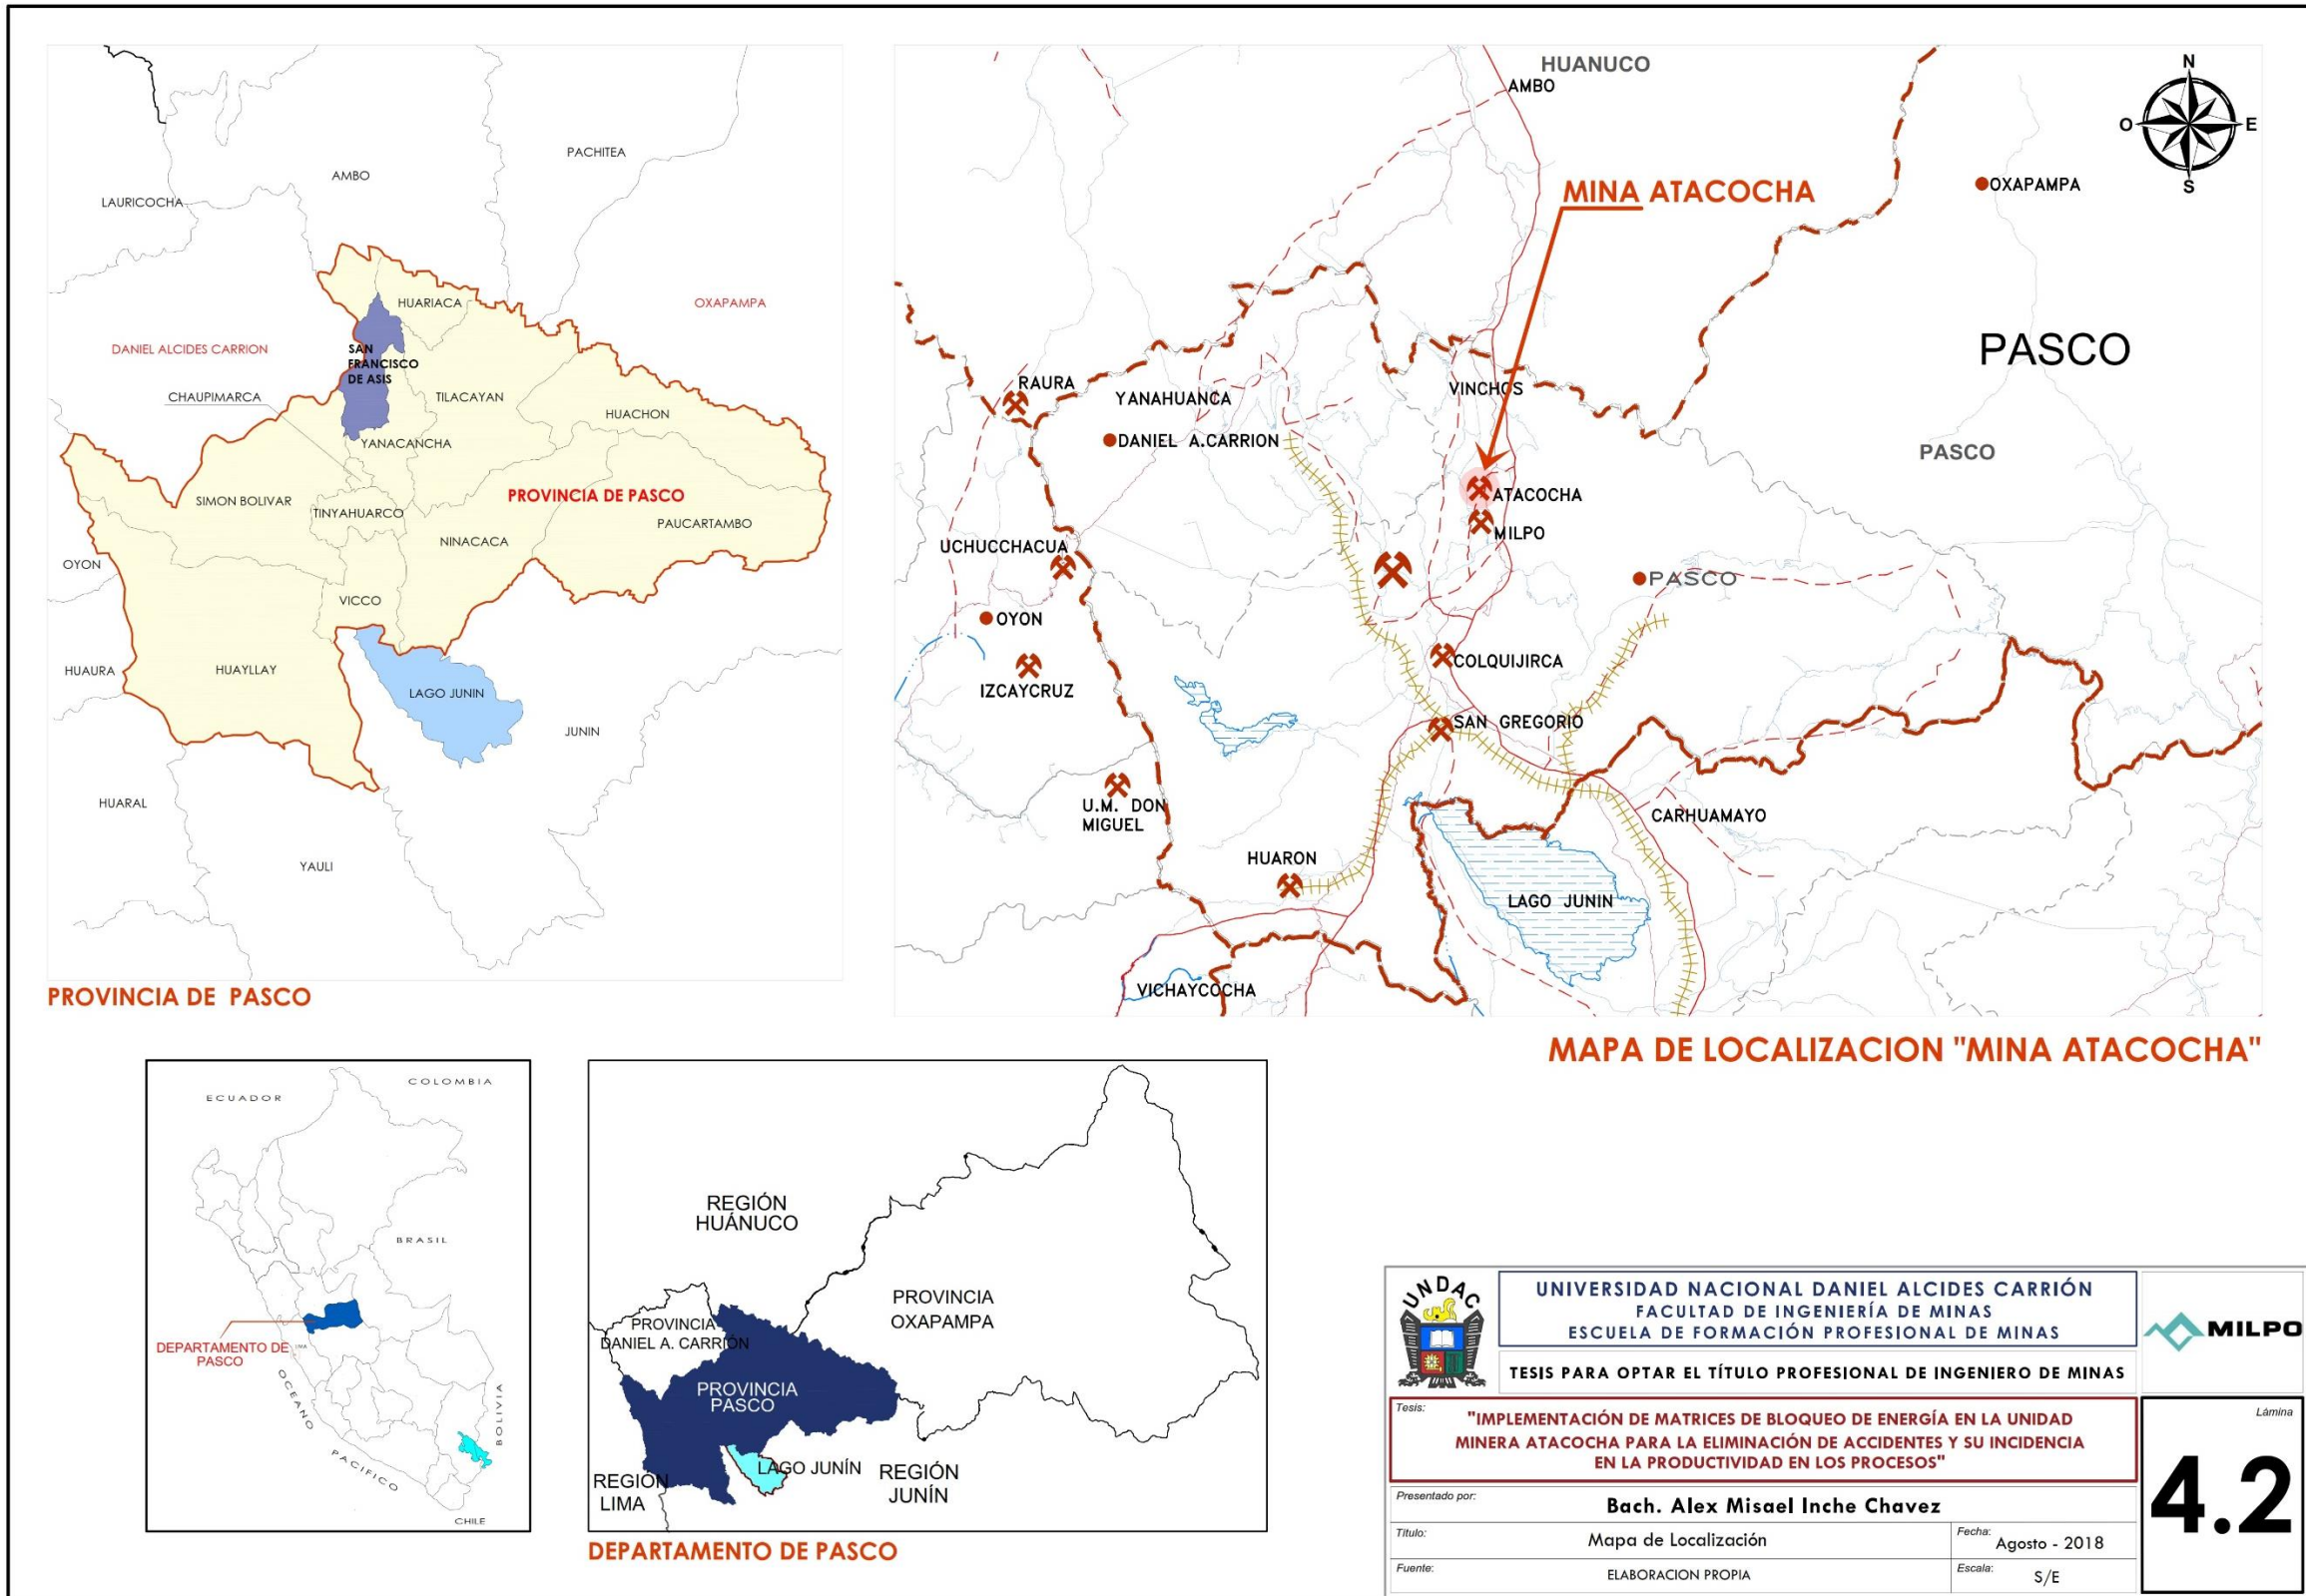 PACHITEA
AMBO
LAURICOCHA
HUARIACA
OXAPAMPA
DANIEL ALCIDES CARRION
SAN
FRANCISCO
DE ASIS
CHAUPIMARCA
TILACAYAN
HUACHON
YANACANCHA
SIMON BOLIVAR
PROVINCIA DE PASCO
TINYAHUARCO
PAUCARTAMBO
NINACACA
OYON
VICCO
HUAURA
HUAYLLAY
LAGO JUNIN
JUNIN
HUARAL
YAULI
PROVINCIA DE PASCO
HUANUCO
AMBO
N
O
E
S
MINA ATACOCHA
OXAPAMPA
PASCO
RAURA
YANAHUANCA
VINCHOS
DANIEL A.CARRION
PASCO
ATACOCHA
MILPO
UCHUCCHACUA
PASCO
OYON
COLQUIJIRCA
IZCAYCRUZ
SAN GREGORIO
U.M. DON
MIGUEL
CARHUAMAYO
HUARON
LAGO JUNIN
VICHAYCOCHA
MAPA DE LOCALIZACION "MINA ATACOCHA"
COLOMBIA
ECUADOR
BRASIL
DEPARTAMENTO DE
PASCO
LIMA
OCEANO
PACIFICO
BOLIVIA
CHILE
REGIÓN
HUÁNUCO
PROVINCIA
OXAPAMPA
PROVINCIA
DANIEL A. CARRIÓN
PROVINCIA
PASCO
LAGO JUNÍN
REGIÓN
JUNÍN
REGIÓN
LIMA
DEPARTAMENTO DE PASCO
UNDAC
UNIVERSIDAD NACIONAL DANIEL ALCIDES CARRIÓN
FACULTAD DE INGENIERÍA DE MINAS
ESCUELA DE FORMACIÓN PROFESIONAL DE MINAS
MILPO
TESIS PARA OPTAR EL TÍTULO PROFESIONAL DE INGENIERO DE MINAS
Tesis:
"IMPLEMENTACIÓN DE MATRICES DE BLOQUEO DE ENERGÍA EN LA UNIDAD
MINERA ATACOCHA PARA LA ELIMINACIÓN DE ACCIDENTES Y SU INCIDENCIA
EN LA PRODUCTIVIDAD EN LOS PROCESOS"
Lámina
4.2
Presentado por:
Bach. Alex Misael Inche Chavez
Título:
Mapa de Localización
Fecha:
Agosto - 2018
Fuente:
ELABORACION PROPIA
Escala:
S/E